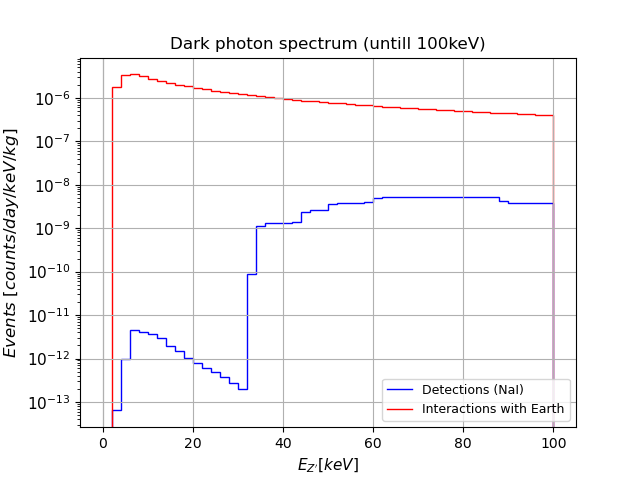 Dark photon spectrum (untill 100keV)
Events [counts/day/keV/kg]
10⁻⁶
10⁻⁷
10⁻⁸
10⁻⁹
10⁻¹⁰
10⁻¹¹
10⁻¹²
10⁻¹³
Detections (NaI)
Interactions with Earth
0 20 40 60 80 100
E_{Z'}[keV]